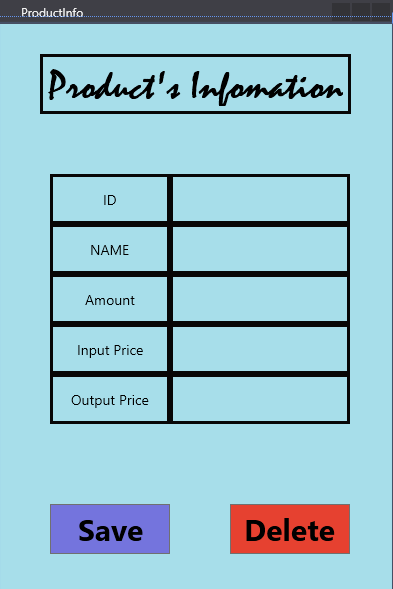 ProductInfo
Product's Infomation
ID
NAME
Amount
Input Price
Output Price
Save Delete